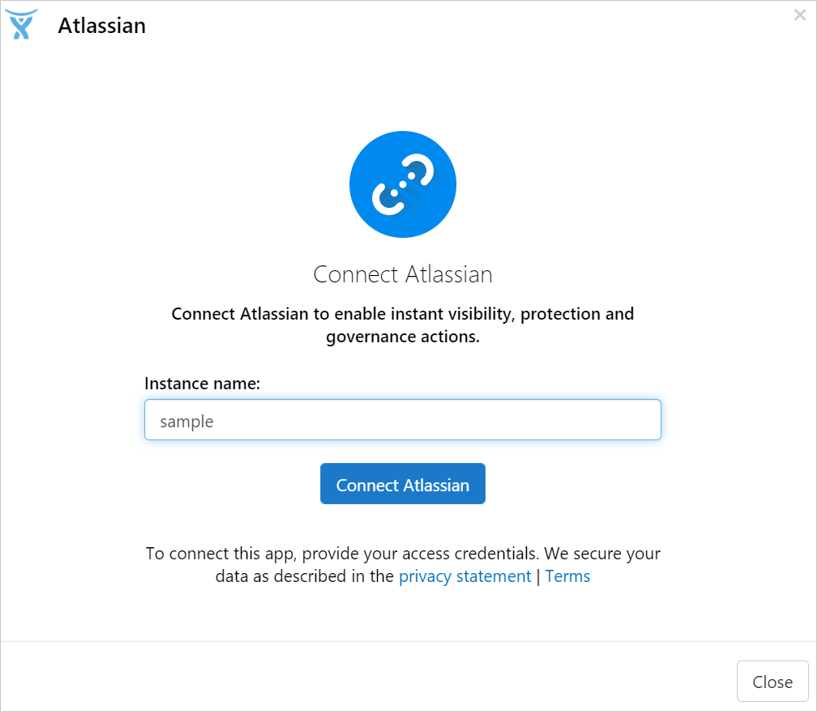 Atlassian
Connect Atlassian
Connect Atlassian to enable instant visibility, protection and
governance actions.
Instance name:
sample
Connect Atlassian
To connect this app, provide your access credentials. We secure your
data as described in the privacy statement | Terms
Close